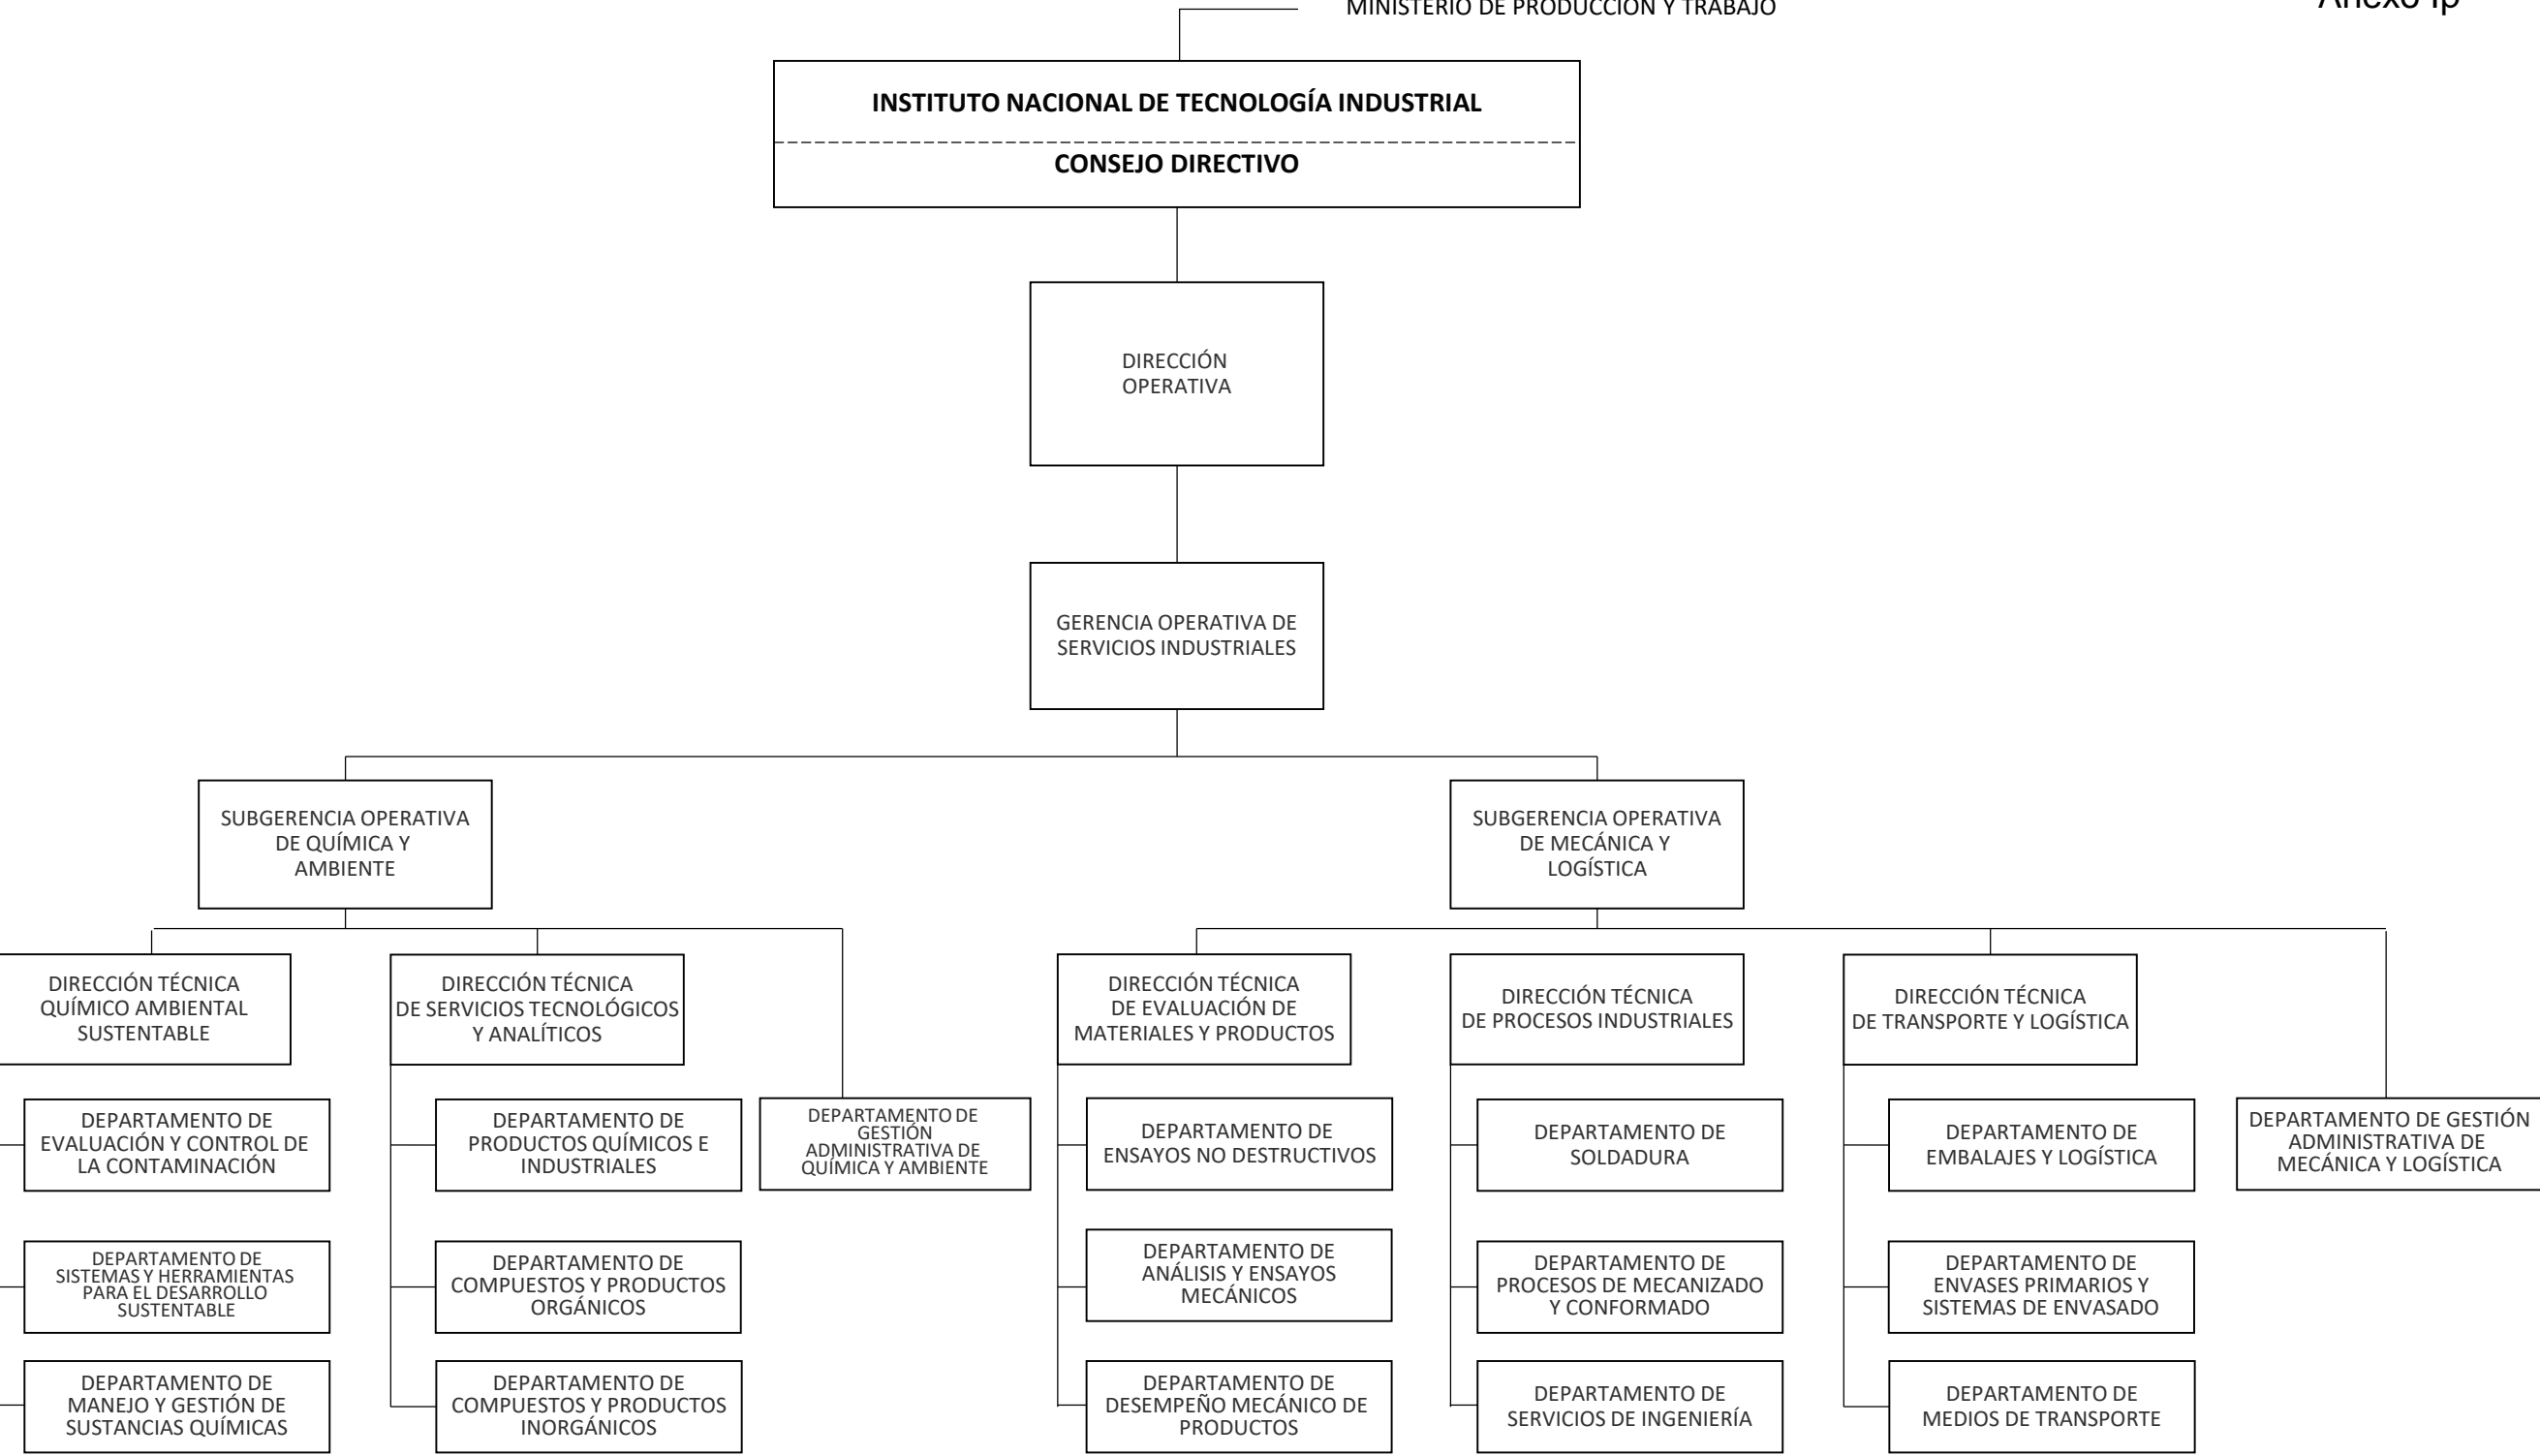 MINISTERIO DE PRODUCCIÓN Y TRABAJO
Anexo Ip
INSTITUTO NACIONAL DE TECNOLOGÍA INDUSTRIAL
CONSEJO DIRECTIVO
DIRECCIÓN
OPERATIVA
GERENCIA OPERATIVA DE
SERVICIOS INDUSTRIALES
SUBGERENCIA OPERATIVA
DE QUÍMICA Y
AMBIENTE
SUBGERENCIA OPERATIVA
DE MECÁNICA Y
LOGÍSTICA
DIRECCIÓN TÉCNICA
QUÍMICO AMBIENTAL
SUSTENTABLE
DIRECCIÓN TÉCNICA
DE SERVICIOS TECNOLÓGICOS
Y ANALÍTICOS
DIRECCIÓN TÉCNICA
DE EVALUACIÓN DE
MATERIALES Y PRODUCTOS
DIRECCIÓN TÉCNICA
DE PROCESOS INDUSTRIALES
DIRECCIÓN TÉCNICA
DE TRANSPORTE Y LOGÍSTICA
DEPARTAMENTO DE
EVALUACIÓN Y CONTROL DE
LA CONTAMINACIÓN
DEPARTAMENTO DE
PRODUCTOS QUÍMICOS E
INDUSTRIALES
DEPARTAMENTO DE
GESTIÓN
ADMINISTRATIVA DE
QUÍMICA Y AMBIENTE
DEPARTAMENTO DE
ENSAYOS NO DESTRUCTIVOS
DEPARTAMENTO DE
SOLDADURA
DEPARTAMENTO DE
EMBALAJES Y LOGÍSTICA
DEPARTAMENTO DE GESTIÓN
ADMINISTRATIVA DE
MECÁNICA Y LOGÍSTICA
DEPARTAMENTO DE
SISTEMAS Y HERRAMIENTAS
PARA EL DESARROLLO
SUSTENTABLE
DEPARTAMENTO DE
COMPUESTOS Y PRODUCTOS
ORGÁNICOS
DEPARTAMENTO DE
ANÁLISIS Y ENSAYOS
MECÁNICOS
DEPARTAMENTO DE
PROCESOS DE MECANIZADO
Y CONFORMADO
DEPARTAMENTO DE
ENVASES PRIMARIOS Y
SISTEMAS DE ENVASADO
DEPARTAMENTO DE
MANEJO Y GESTIÓN DE
SUSTANCIAS QUÍMICAS
DEPARTAMENTO DE
COMPUESTOS Y PRODUCTOS
INORGÁNICOS
DEPARTAMENTO DE
DESEMPEÑO MECÁNICO DE
PRODUCTOS
DEPARTAMENTO DE
SERVICIOS DE INGENIERÍA
DEPARTAMENTO DE
MEDIOS DE TRANSPORTE